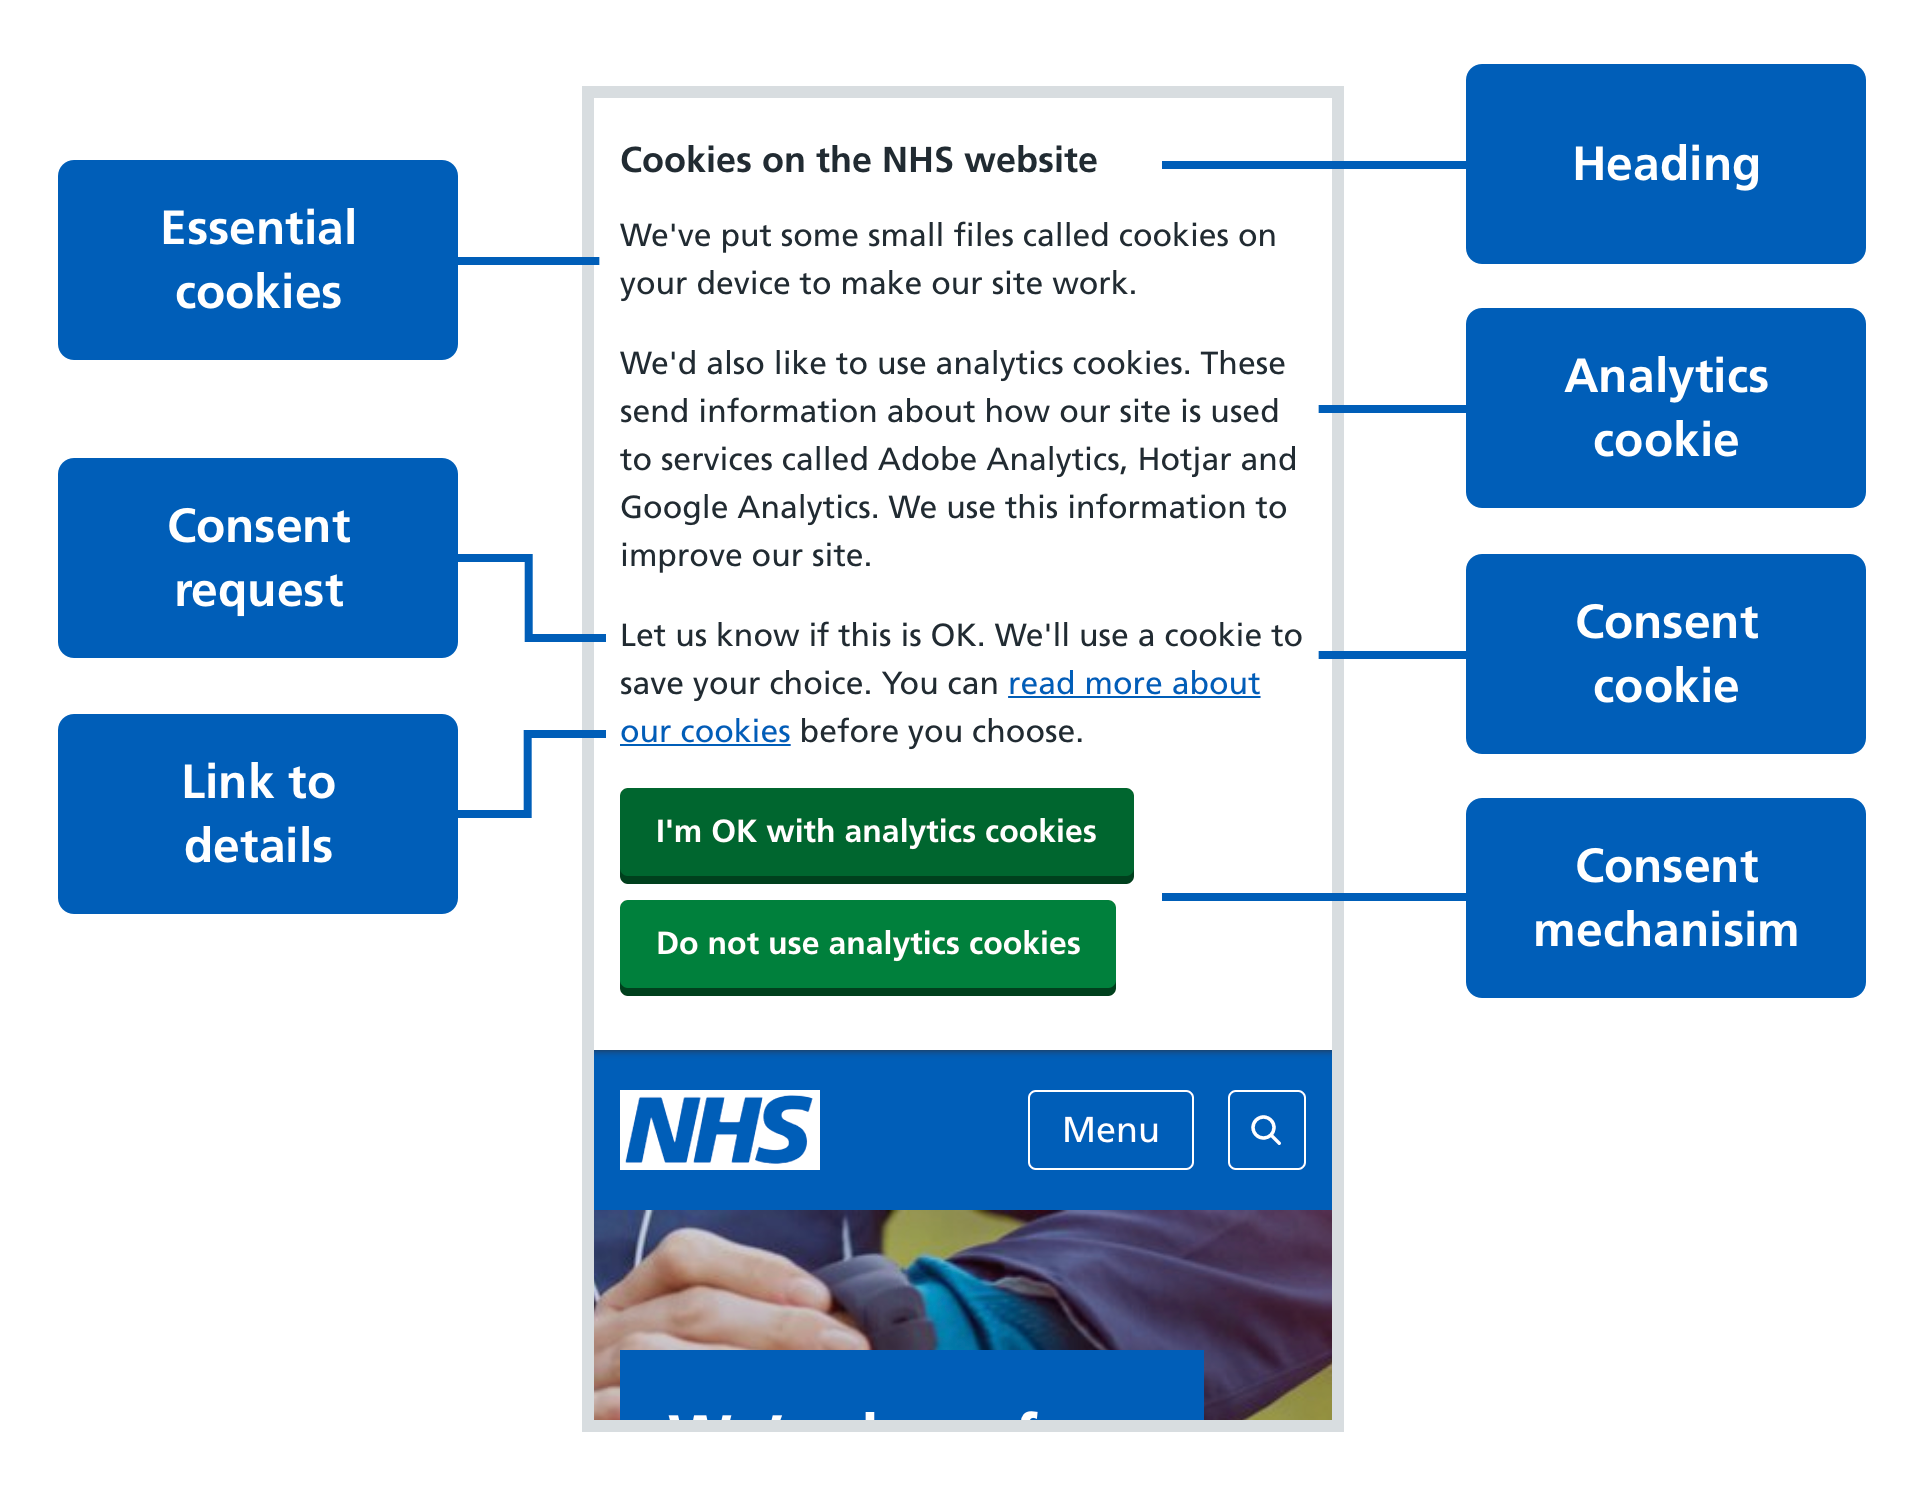 Essential
cookies
Consent
request
Link to
details
Cookies on the NHS website
We've put some small files called cookies on
your device to make our site work.
We'd also like to use analytics cookies. These
send information about how our site is used
to services called Adobe Analytics, Hotjar and
Google Analytics. We use this information to
improve our site.
Let us know if this is OK. We'll use a cookie to
save your choice. You can read more about
our cookies before you choose.
I'm OK with analytics cookies
Do not use analytics cookies
NHS
Menu
Heading
Analytics
cookie
Consent
cookie
Consent
mechanisim